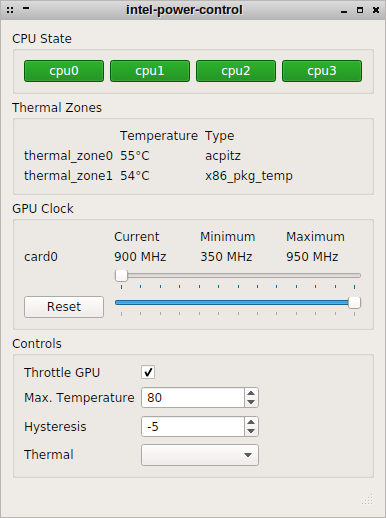 intel-power-control
CPU State
cpu0 cpu1 cpu2 cpu3
Thermal Zones
Temperature Type
thermal_zone0 55°C acpitz
thermal_zone1 54°C x86_pkg_temp
GPU Clock
Current Minimum Maximum
card0 900 MHz 350 MHz 950 MHz
Reset
Controls
Throttle GPU
Max. Temperature 80
Hysteresis -5
Thermal